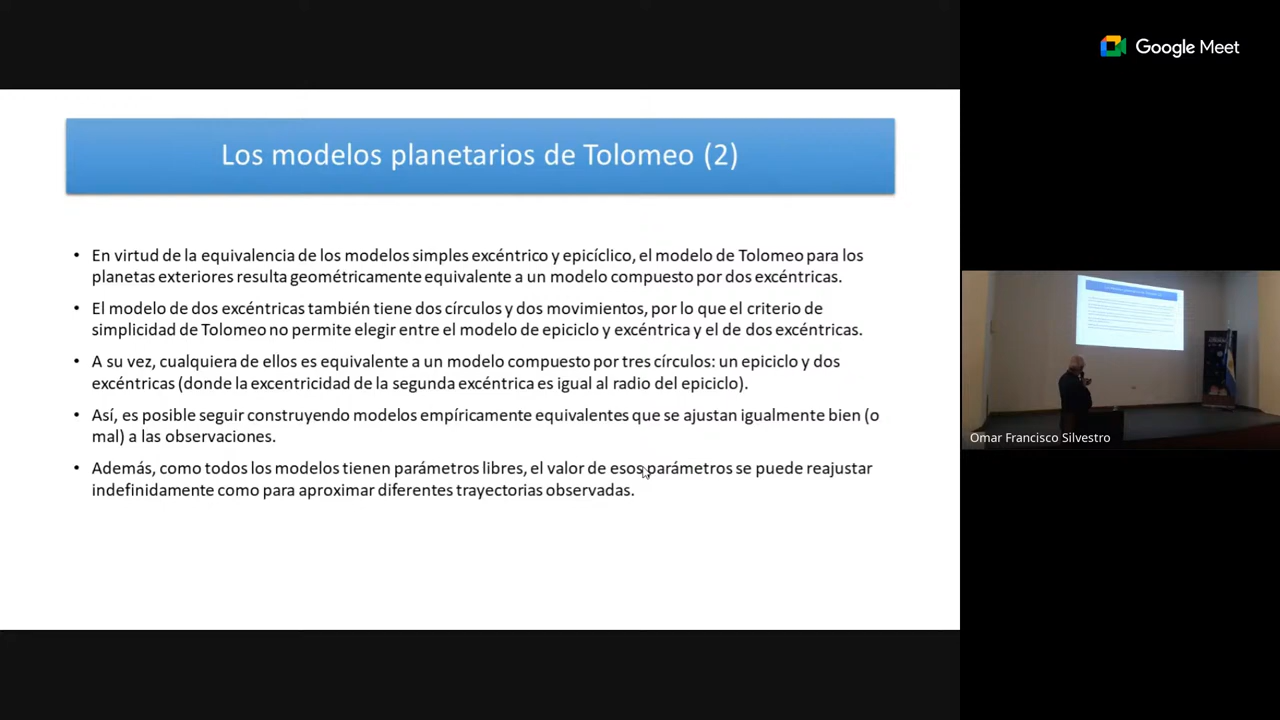 Google Meet
Los modelos planetarios de Tolomeo (2)
• En virtud de la equivalencia de los modelos simples excéntrico y epicíclico, el modelo de Tolomeo para los
planetas exteriores resulta geométricamente equivalente a un modelo compuesto por dos excéntricas.
• El modelo de dos excéntricas también tiene dos círculos y dos movimientos, por lo que el criterio de
simplicidad de Tolomeo no permite elegir entre el modelo de epiciclo y excéntrica y el de dos excéntricas.
• A su vez, cualquiera de ellos es equivalente a un modelo compuesto por tres círculos: un epiciclo y dos
excéntricas (donde la excentricidad de la segunda excéntrica es igual al radio del epiciclo).
• Así, es posible seguir construyendo modelos empíricamente equivalentes que se ajustan igualmente bien (o
mal) a las observaciones.
• Además, como todos los modelos tienen parámetros libres, el valor de esos parámetros se puede reajustar
indefinidamente como para aproximar diferentes trayectorias observadas.
Omar Francisco Silvestro